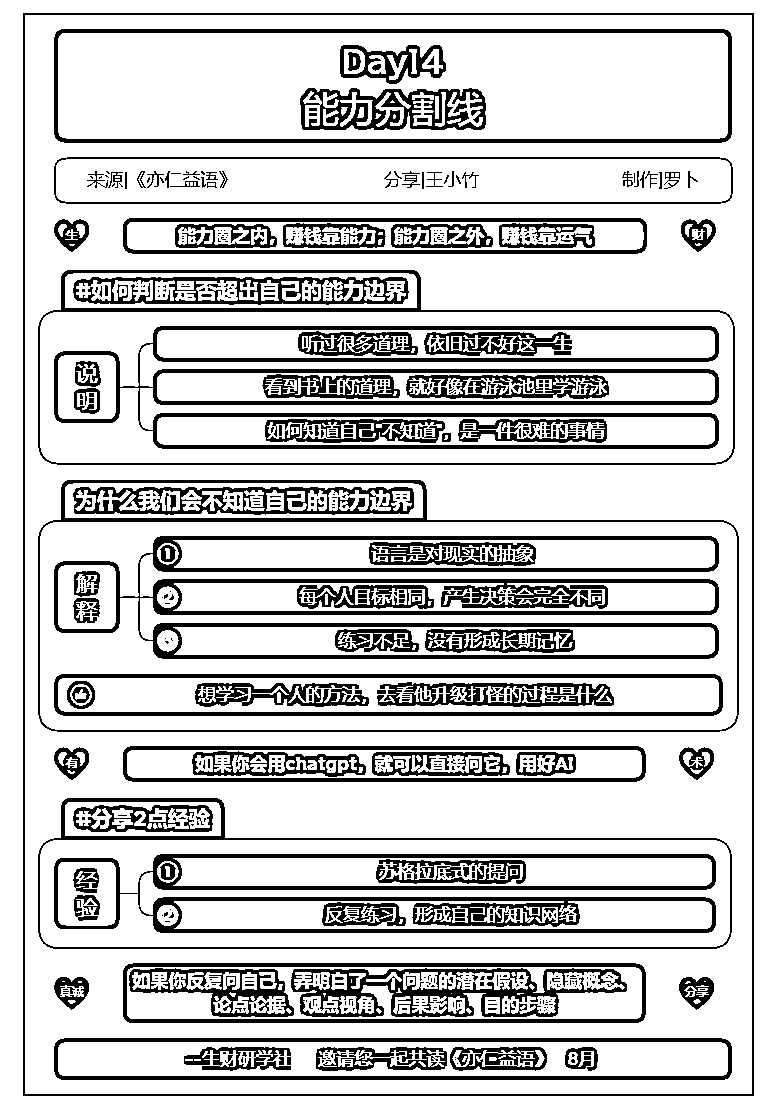 Day14
能力分割线
来源|《亦仁益语》 分享|王小竹 制作|罗卜
生 能力圈之内，赚钱靠能力；能力圈之外，赚钱靠运气 财
#如何判断是否超出自己的能力边界
说明
听过很多道理，依旧过不好这一生
看到书上的道理，就好像在游泳池里学游泳
如何知道自己"不知道"，是一件很难的事情
为什么我们会不知道自己的能力边界
解释
1 语言是对现实的抽象
2 每个人目标相同，产生决策会完全不同
练习不足，没有形成长期记忆
想学习一个人的方法，去看他升级打怪的过程是什么
有 如果你会用chatgpt，就可以直接问它，用好AI 术
#分享2点经验
经验
1 苏格拉底式的提问
2 反复练习，形成自己的知识网络
真诚 如果你反复问自己，弄明白了一个问题的潜在假设、隐藏概念、 分享
论点论据、观点视角、后果影响、目的步骤
—生财研学社 邀请您一起共读《亦仁益语》 8月